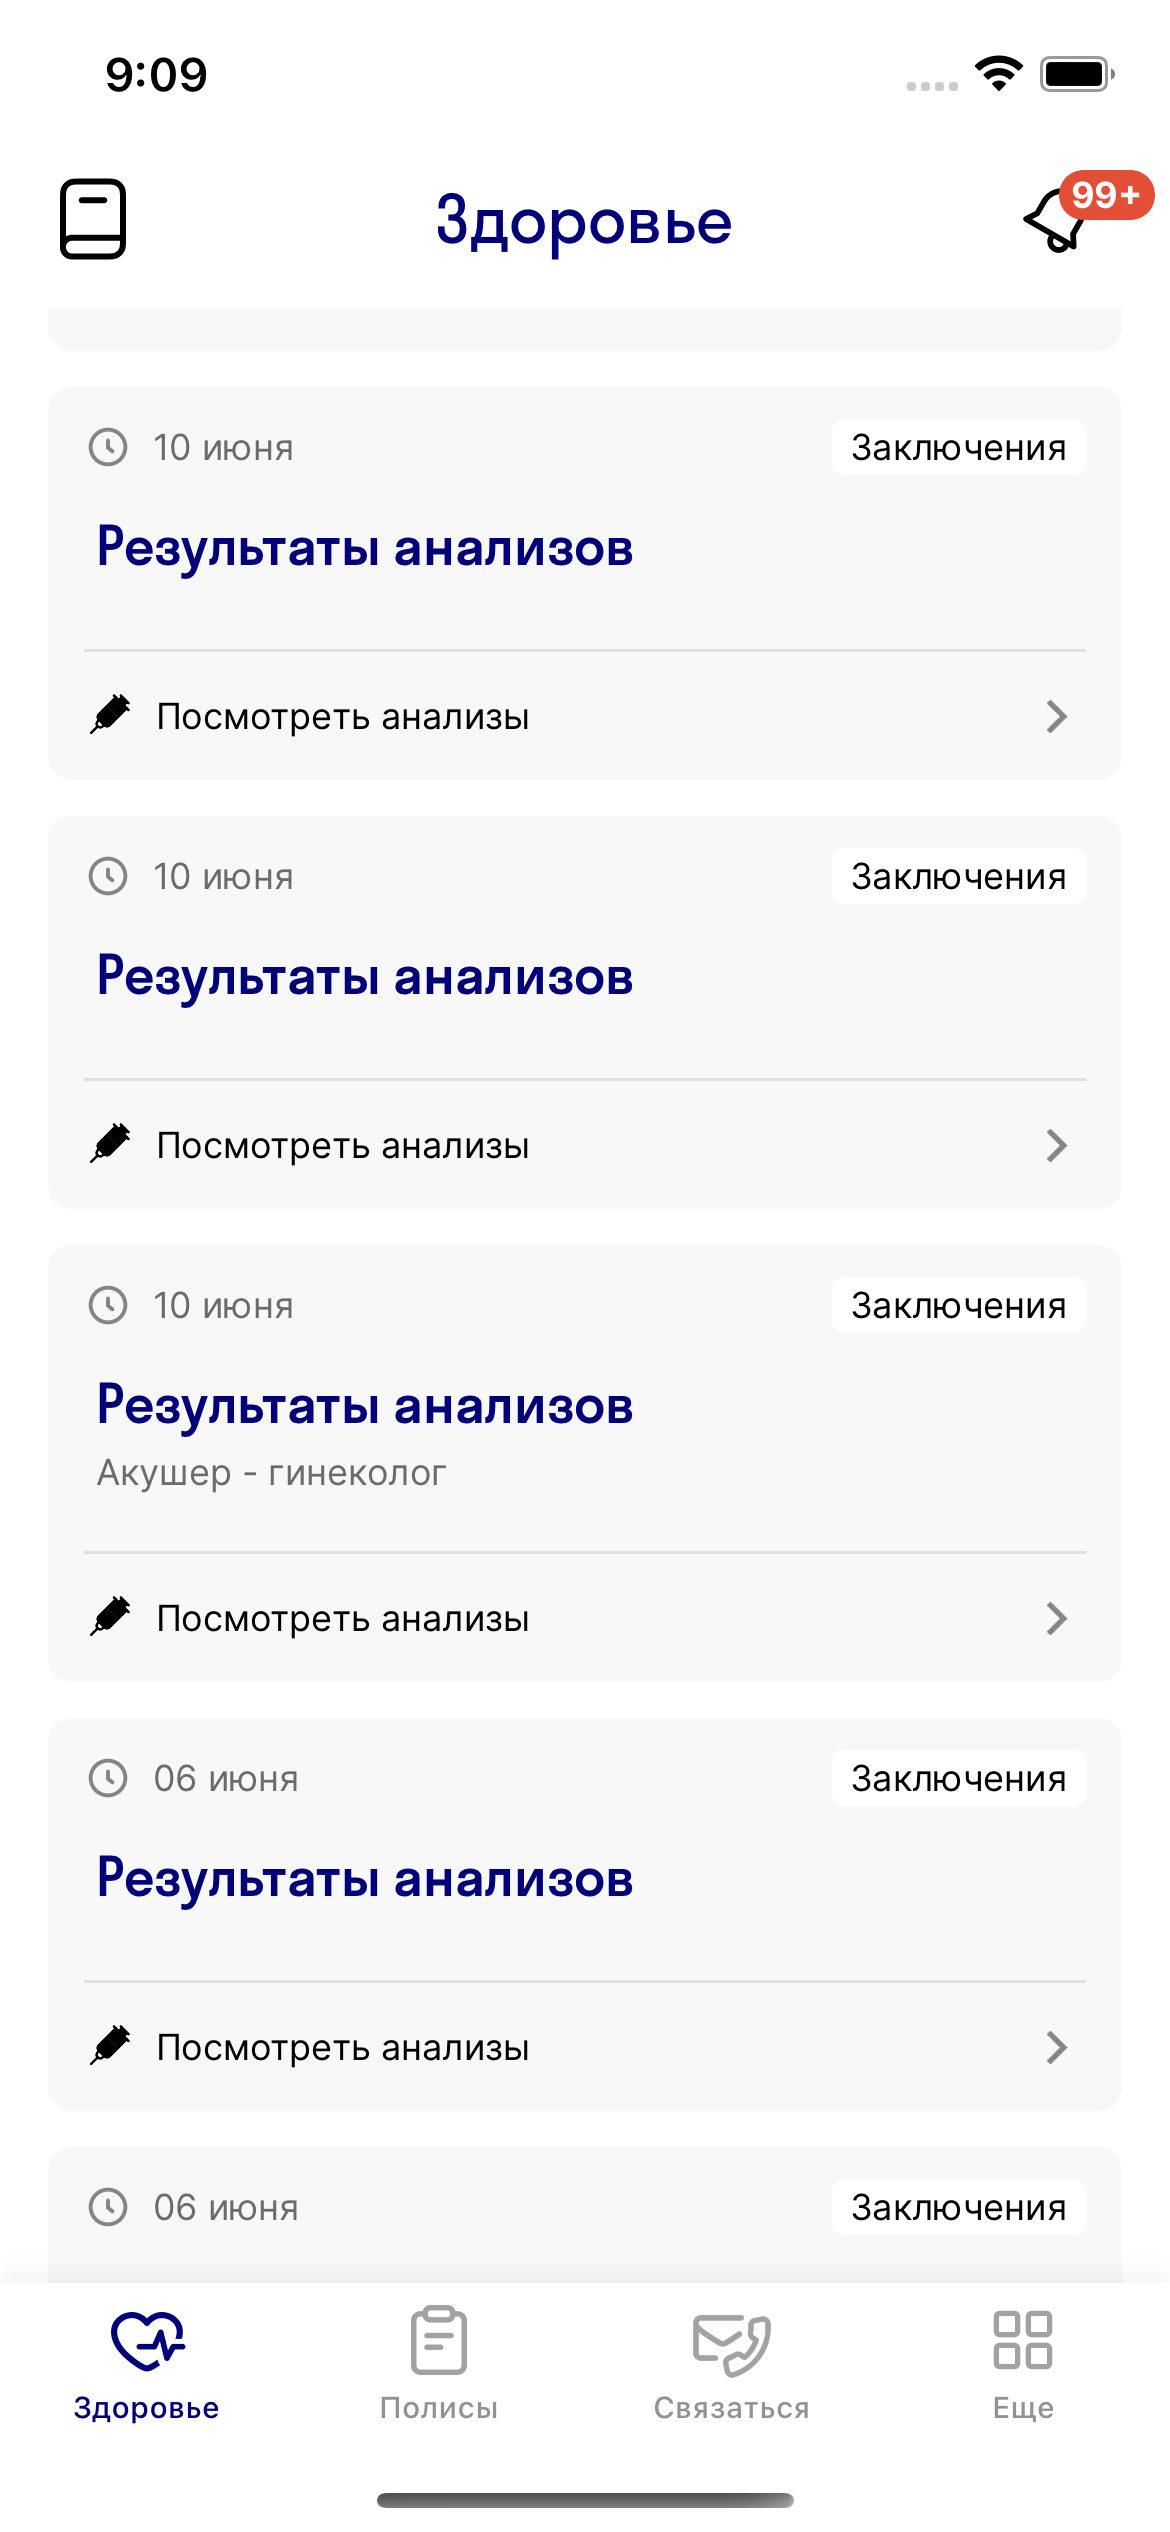 9:09
Здоровье
99+
10 июня
Заключения
Результаты анализов
Посмотреть анализы
10 июня
Заключения
Результаты анализов
Посмотреть анализы
10 июня
Заключения
Результаты анализов
Акушер - гинеколог
Посмотреть анализы
06 июня
Заключения
Результаты анализов
Посмотреть анализы
06 июня
Заключения
Здоровье
Полисы
Связаться
Еще